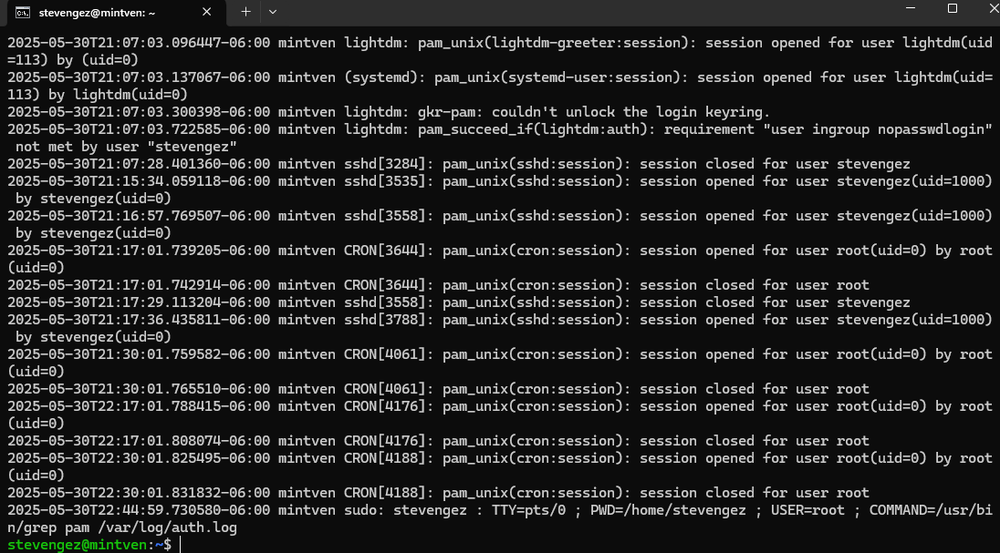 stevengez@mintven: ~
2025-05-30T21:07:03.096447-06:00 mintven lightdm: pam_unix(lightdm-greeter:session): session opened for user lightdm(uid
=113) by (uid=0)
2025-05-30T21:07:03.137067-06:00 mintven (systemd): pam_unix(systemd-user:session): session opened for user lightdm(uid=
113) by lightdm(uid=0)
2025-05-30T21:07:03.300398-06:00 mintven lightdm: gkr-pam: couldn't unlock the login keyring.
2025-05-30T21:07:03.722585-06:00 mintven lightdm: pam_succeed_if(lightdm:auth): requirement "user ingroup nopasswdlogin"
 not met by user "stevengez"
2025-05-30T21:07:28.401360-06:00 mintven sshd[3284]: pam_unix(sshd:session): session closed for user stevengez
2025-05-30T21:15:34.059118-06:00 mintven sshd[3535]: pam_unix(sshd:session): session opened for user stevengez(uid=1000)
 by stevengez(uid=0)
2025-05-30T21:16:57.769507-06:00 mintven sshd[3558]: pam_unix(sshd:session): session opened for user stevengez(uid=1000)
 by stevengez(uid=0)
2025-05-30T21:17:01.739205-06:00 mintven CRON[3644]: pam_unix(cron:session): session opened for user root(uid=0) by root
(uid=0)
2025-05-30T21:17:01.742914-06:00 mintven CRON[3644]: pam_unix(cron:session): session closed for user root
2025-05-30T21:17:29.113204-06:00 mintven sshd[3558]: pam_unix(sshd:session): session closed for user stevengez
2025-05-30T21:17:36.435811-06:00 mintven sshd[3788]: pam_unix(sshd:session): session opened for user stevengez(uid=1000)
 by stevengez(uid=0)
2025-05-30T21:30:01.759582-06:00 mintven CRON[4061]: pam_unix(cron:session): session opened for user root(uid=0) by root
(uid=0)
2025-05-30T21:30:01.765510-06:00 mintven CRON[4061]: pam_unix(cron:session): session closed for user root
2025-05-30T22:17:01.788415-06:00 mintven CRON[4176]: pam_unix(cron:session): session opened for user root(uid=0) by root
(uid=0)
2025-05-30T22:17:01.808074-06:00 mintven CRON[4176]: pam_unix(cron:session): session closed for user root
2025-05-30T22:30:01.825495-06:00 mintven CRON[4188]: pam_unix(cron:session): session opened for user root(uid=0) by root
(uid=0)
2025-05-30T22:30:01.831832-06:00 mintven CRON[4188]: pam_unix(cron:session): session closed for user root
2025-05-30T22:44:59.730580-06:00 mintven sudo: stevengez : TTY=pts/0 ; PWD=/home/stevengez ; USER=root ; COMMAND=/usr/bi
n/grep pam /var/log/auth.log
stevengez@mintven:~$